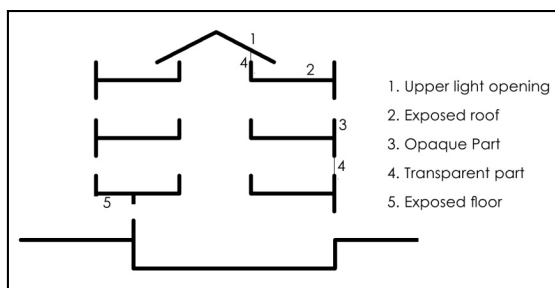 1
4
2
3
4
5
1. Upper light opening
2. Exposed roof
3. Opaque Part
4. Transparent part
5. Exposed floor